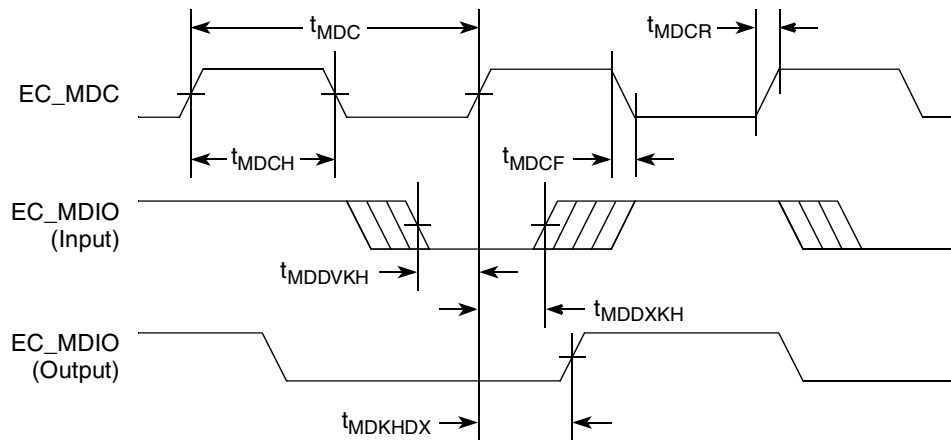 tMDC
tMDCR
EC_MDC
tMDCH
tMDCF
EC_MDIO
(Input)
tMDDVKH
tMDDXKH
EC_MDIO
(Output)
tMDKHDX